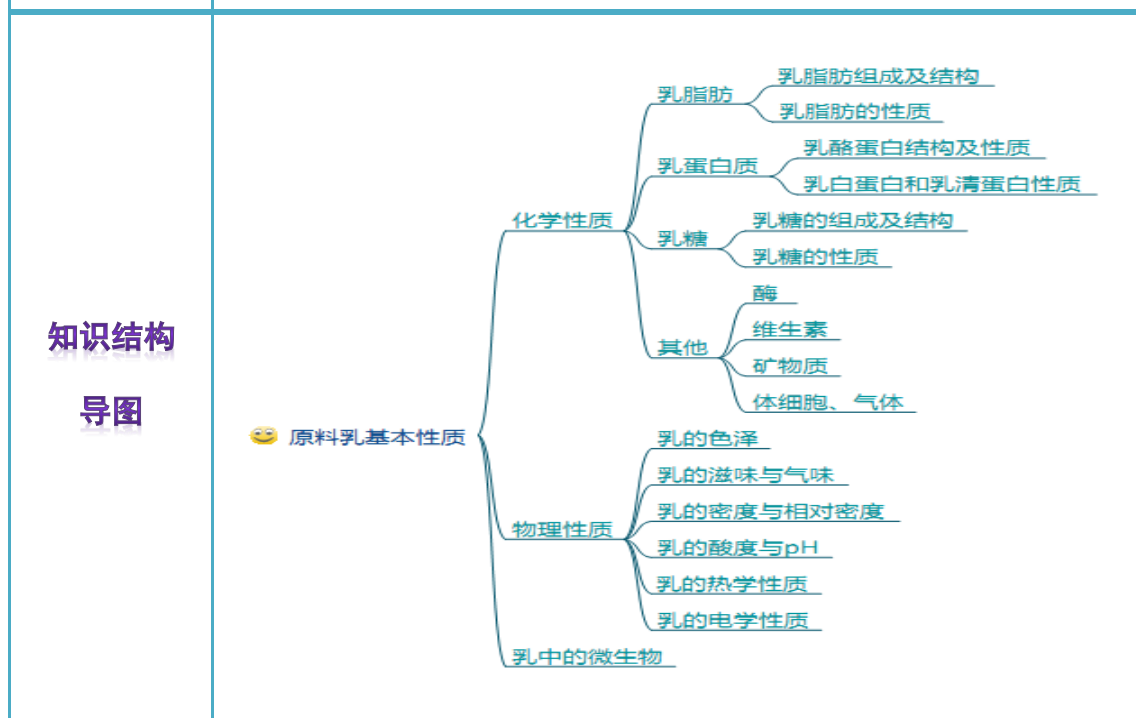 知识结构
导图
原料乳基本性质
化学性质
乳脂肪
乳脂肪组成及结构
乳脂肪的性质
乳蛋白质
乳酪蛋白结构及性质
乳白蛋白和乳清蛋白性质
乳糖
乳糖的组成及结构
乳糖的性质
其他
酶
维生素
矿物质
体细胞、气体
物理性质
乳的色泽
乳的滋味与气味
乳的密度与相对密度
乳的酸度与pH
乳的热学性质
乳的电学性质
乳中的微生物